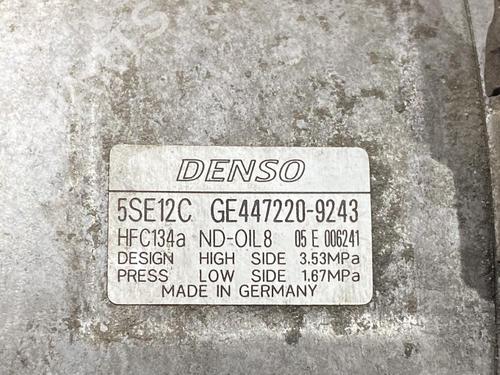 DENSO
5SE12C GE447220-9243
HFC134a ND-OIL8 05 E 006241
DESIGN HIGH SIDE 3.53MPa
PRESS LOW SIDE 1.67MPa
MADE IN GERMANY